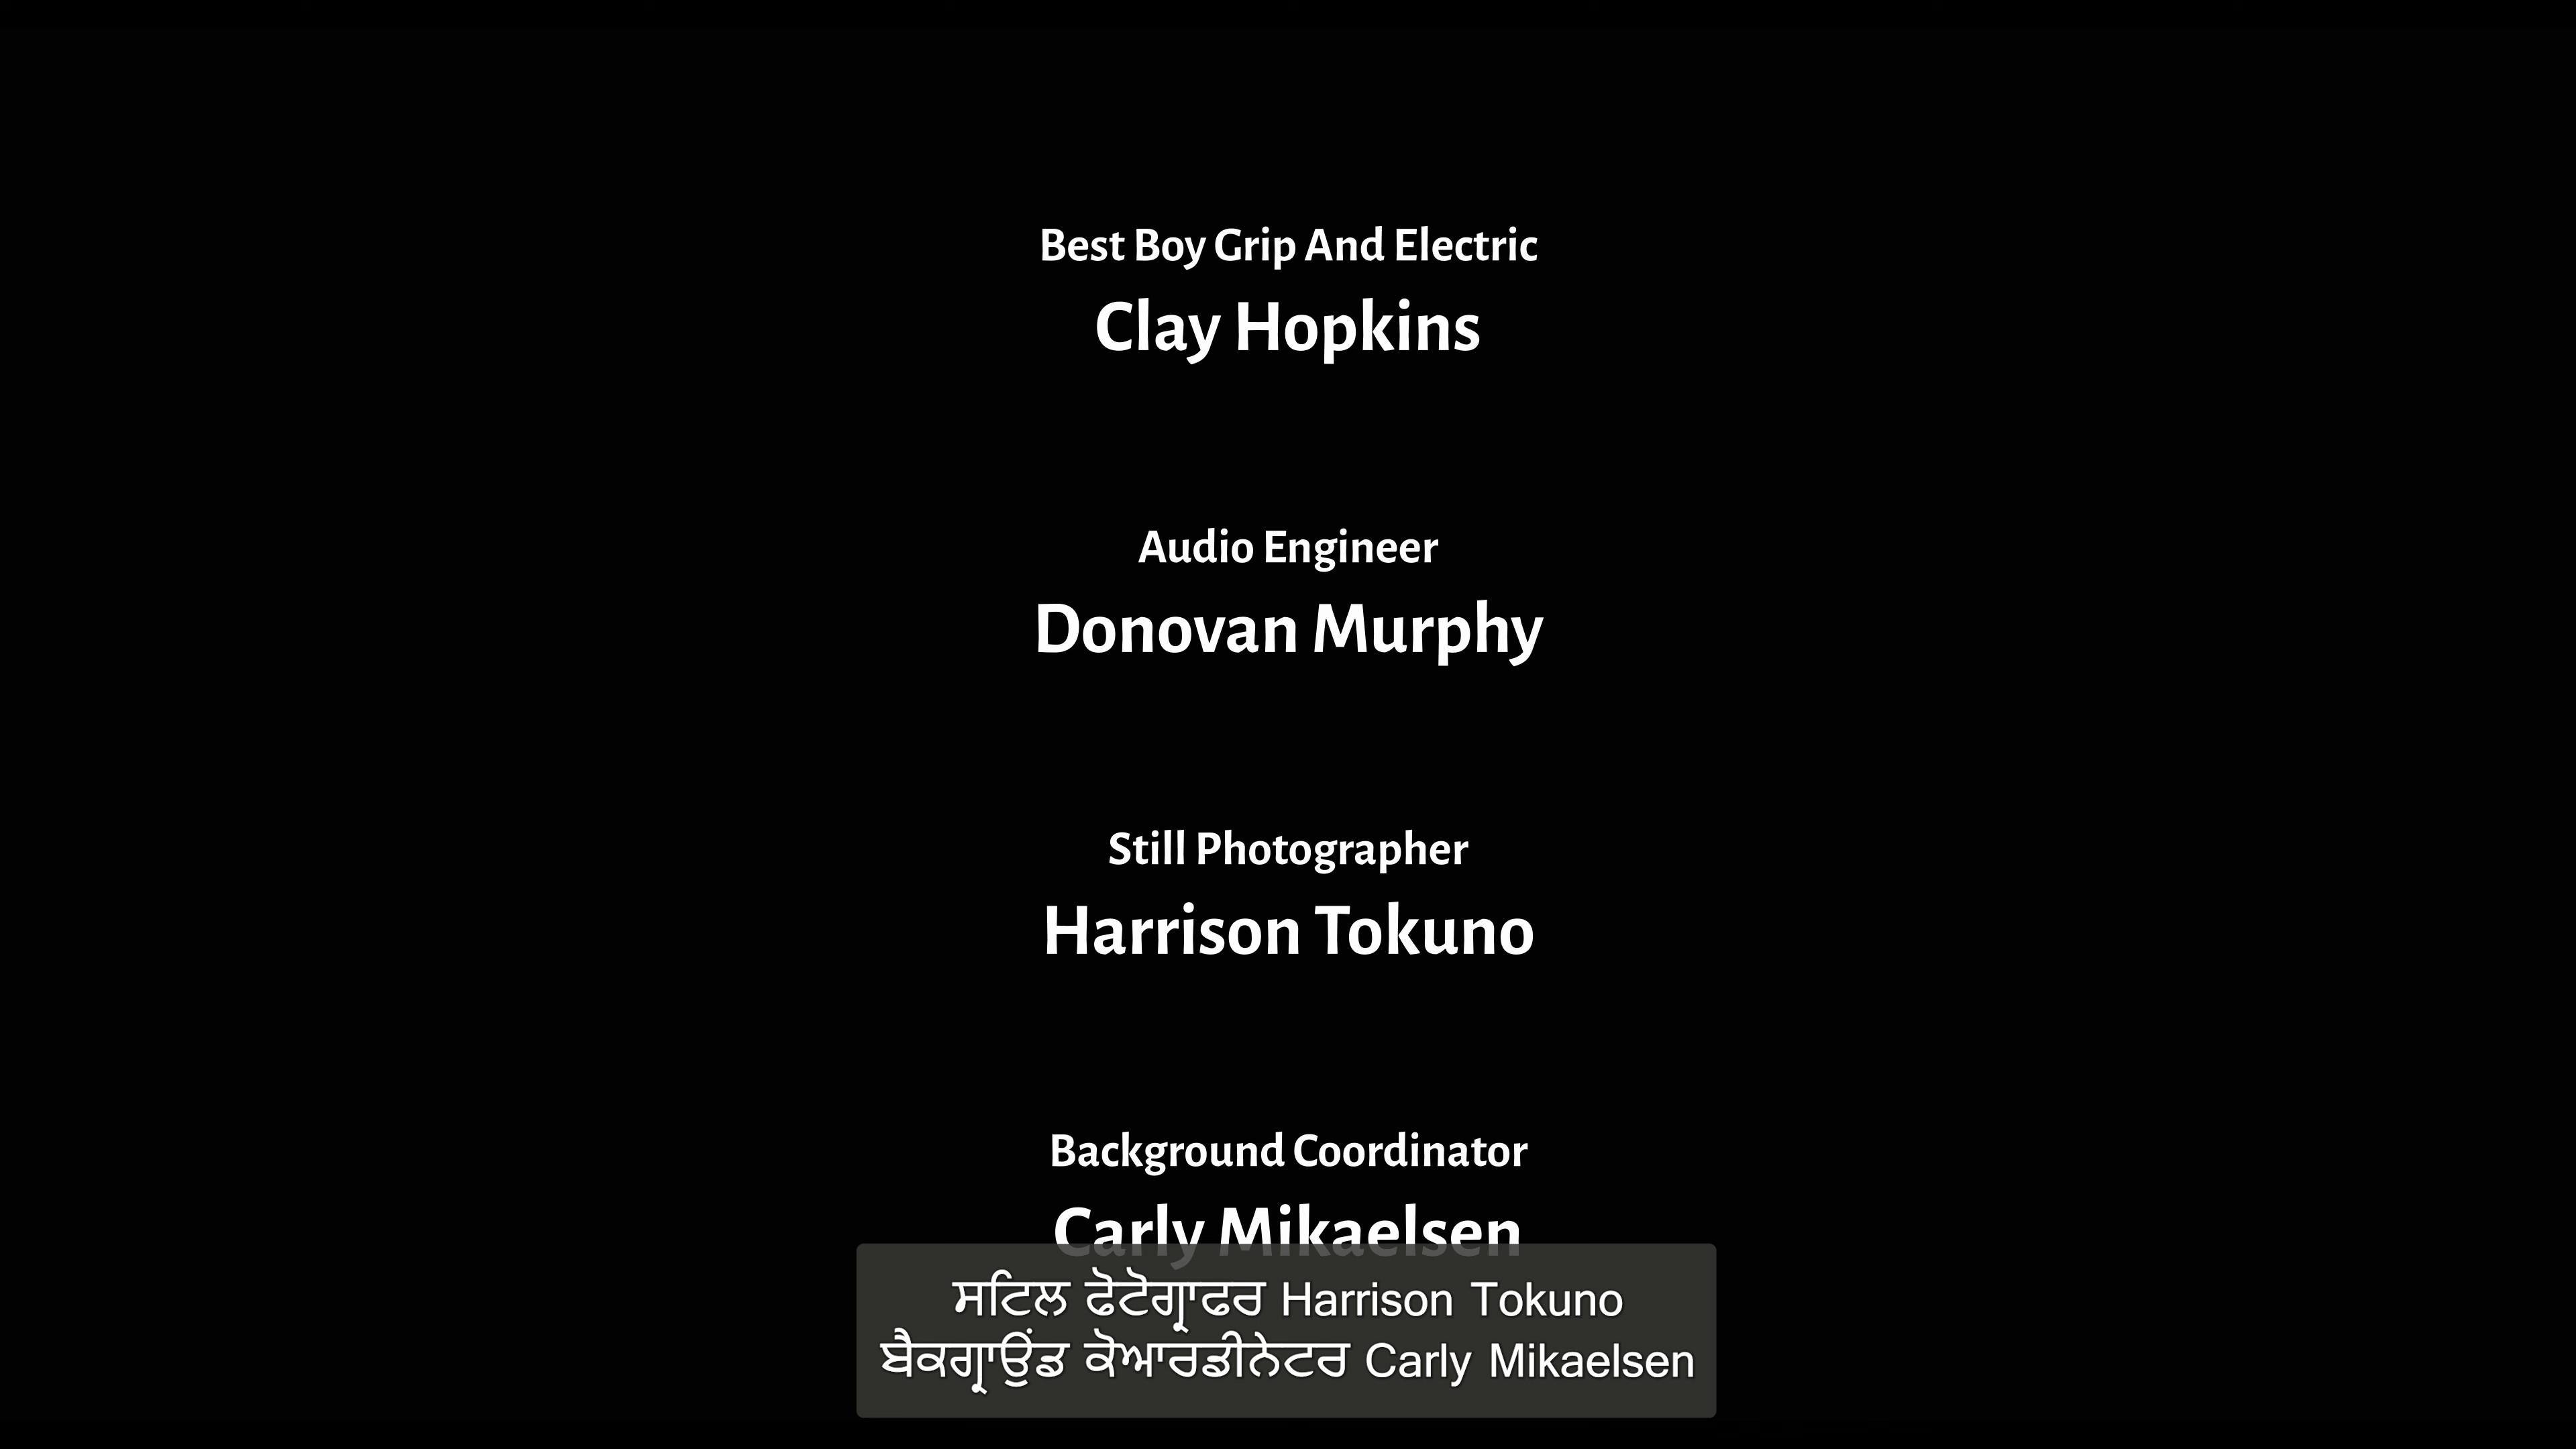 Best Boy Grip And Electric
Clay Hopkins
Audio Engineer
Donovan Murphy
Still Photographer
Harrison Tokuno
Background Coordinator
Carly Mikaelsen
ਸਟਿਲ ਫੋਟੋਗ੍ਰਾਫਰ Harrison Tokuno
ਬੈਕਗ੍ਰਾਉਂਡ ਕੋਆਰਡੀਨੇਟਰ Carly Mikaelsen